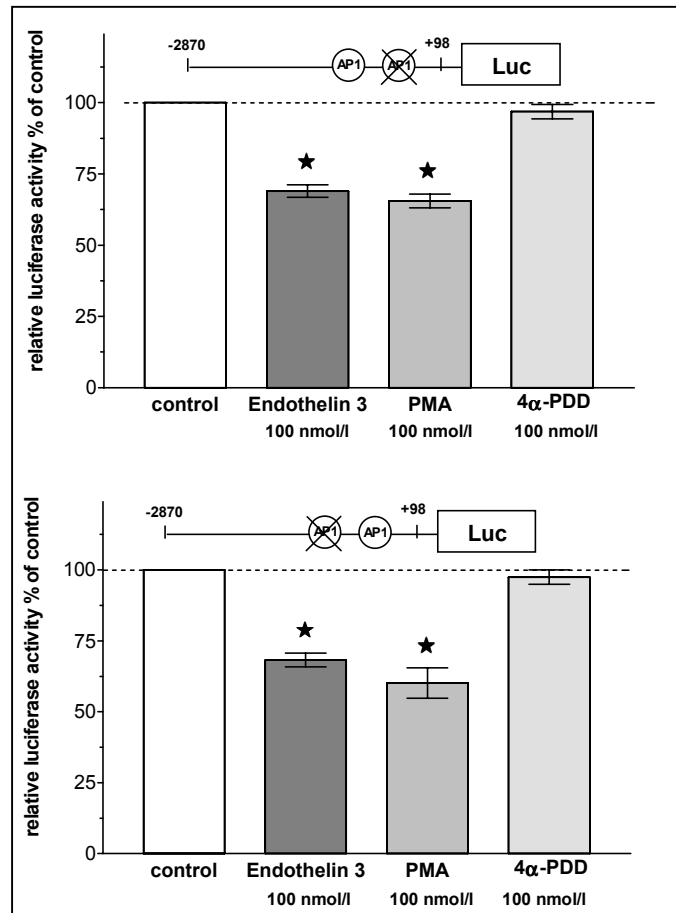 -2870 AP1 AP1 +98 Luc
relative luciferase activity % of control
100
75
50
25
0
control Endothelin 3 PMA 4α-PDD
100 nmol/l 100 nmol/l 100 nmol/l
-2870 AP1 AP1 +98 Luc
relative luciferase activity % of control
100
75
50
25
0
control Endothelin 3 PMA 4α-PDD
100 nmol/l 100 nmol/l 100 nmol/l